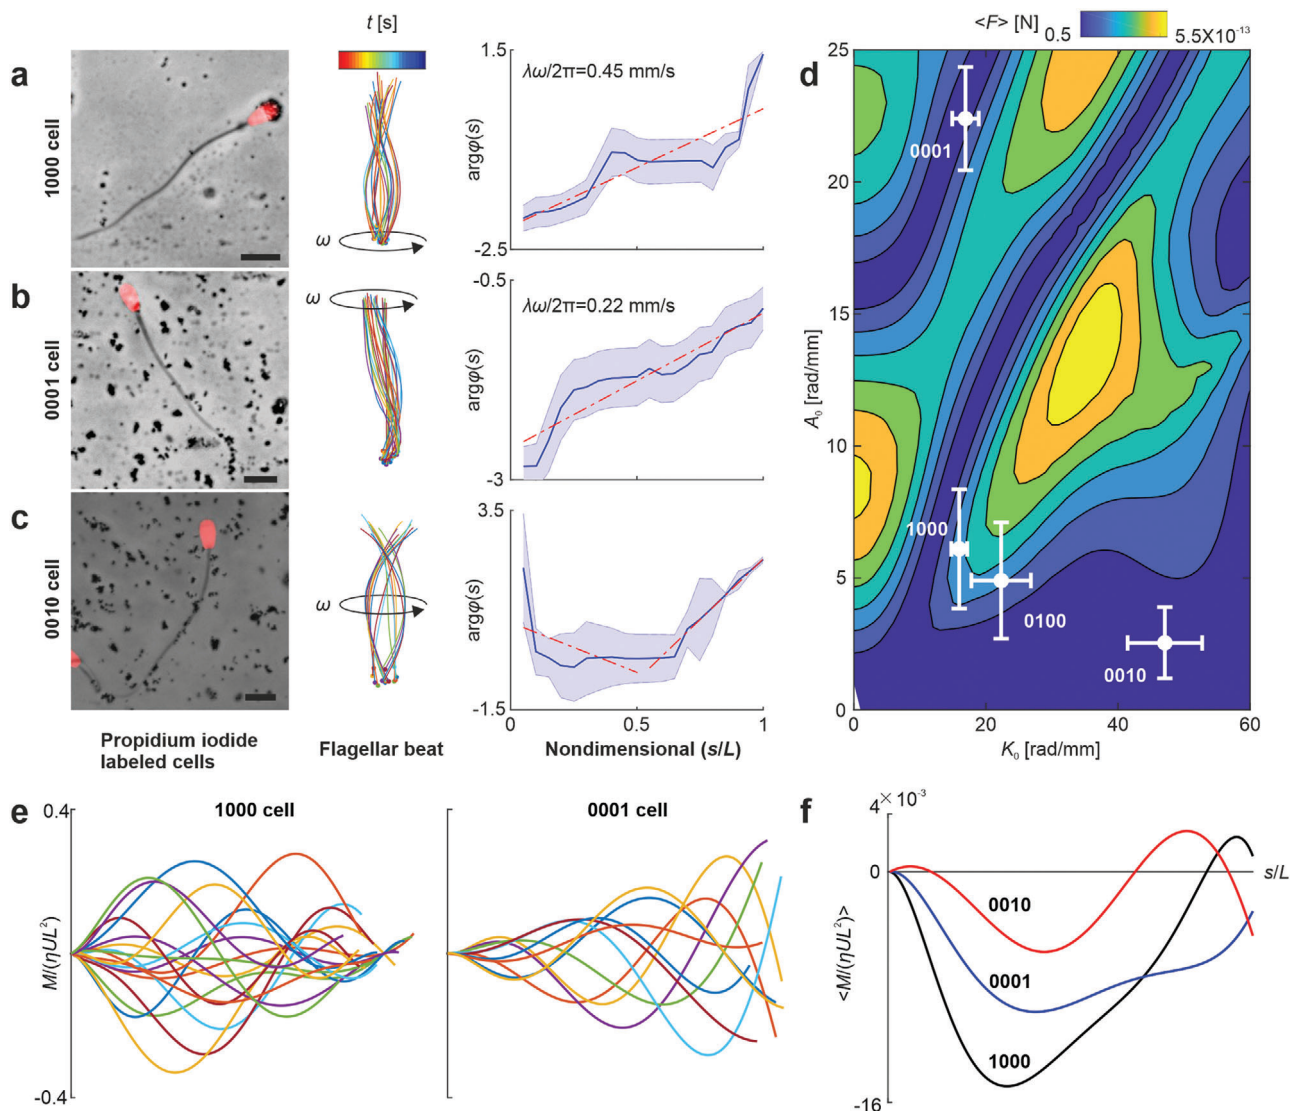 t [s]
<F> [N]
0.5
5.5X10⁻¹³
a
1000 cell
ω
1.5
λω/2π=0.45 mm/s
argφ(s)
-2.5
b
0001 cell
ω
-0.5
λω/2π=0.22 mm/s
argφ(s)
-3
c
0010 cell
ω
3.5
argφ(s)
-1.5
0
0.5
1
Propidium iodide
labeled cells
Flagellar beat
Nondimensional (s/L)
d
25
20
15
10
5
0
A₀ [rad/mm]
0001
1000
0100
0010
0
20
40
60
K₀ [rad/mm]
e
0.4
1000 cell
0001 cell
M/(ηUL²)
-0.4
f
4×10⁻³
0
s/L
<M/(ηUL²)>
0010
0001
1000
-16